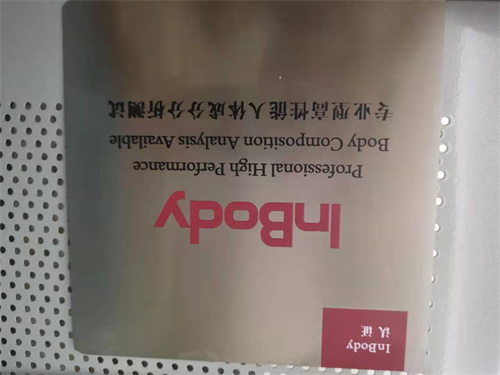 InBody
认证
InBody
Professional High Performance
Body Composition Analysis Available
专业型高性能人体成分分析测试